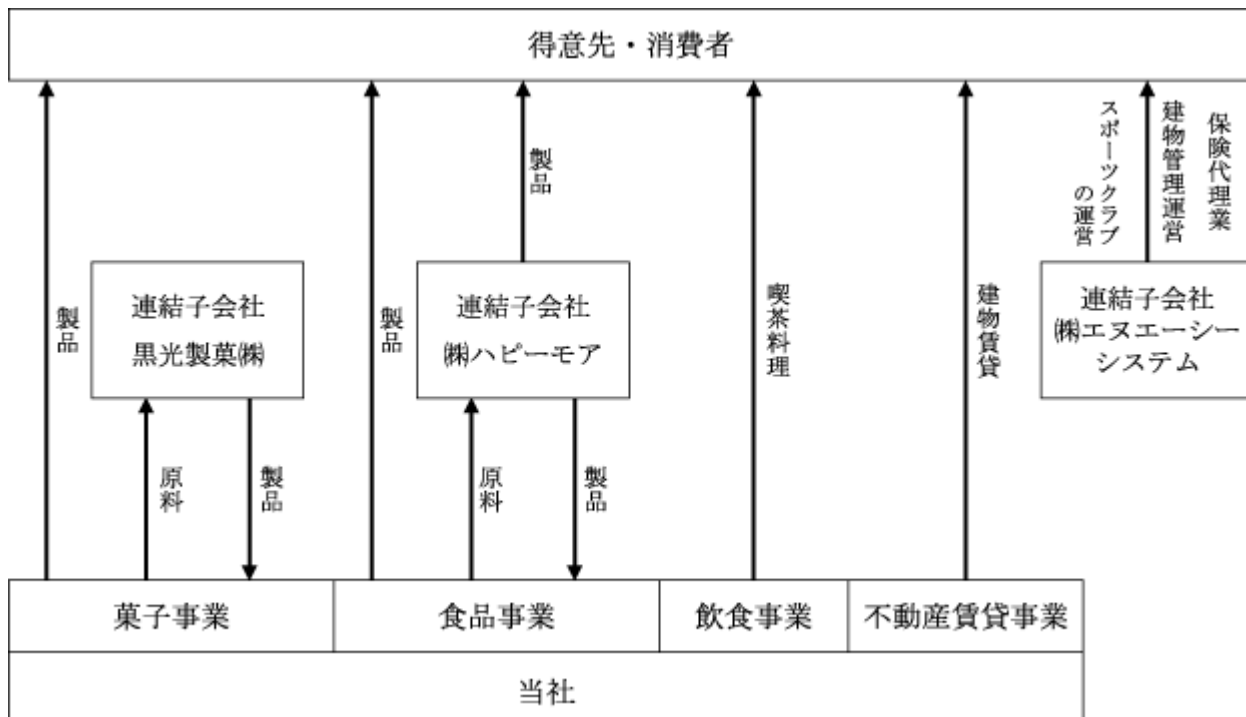 得意先・消費者
製品
製品
製品
喫茶料理
建物賃貸
スポーツクラブ
の運営
建物管理運営
保険代理業
連結子会社
黒光製菓㈱
連結子会社
㈱ハピーモア
連結子会社
㈱エヌエーシー
システム
原料
製品
原料
製品
菓子事業
食品事業
飲食事業
不動産賃貸事業
当社